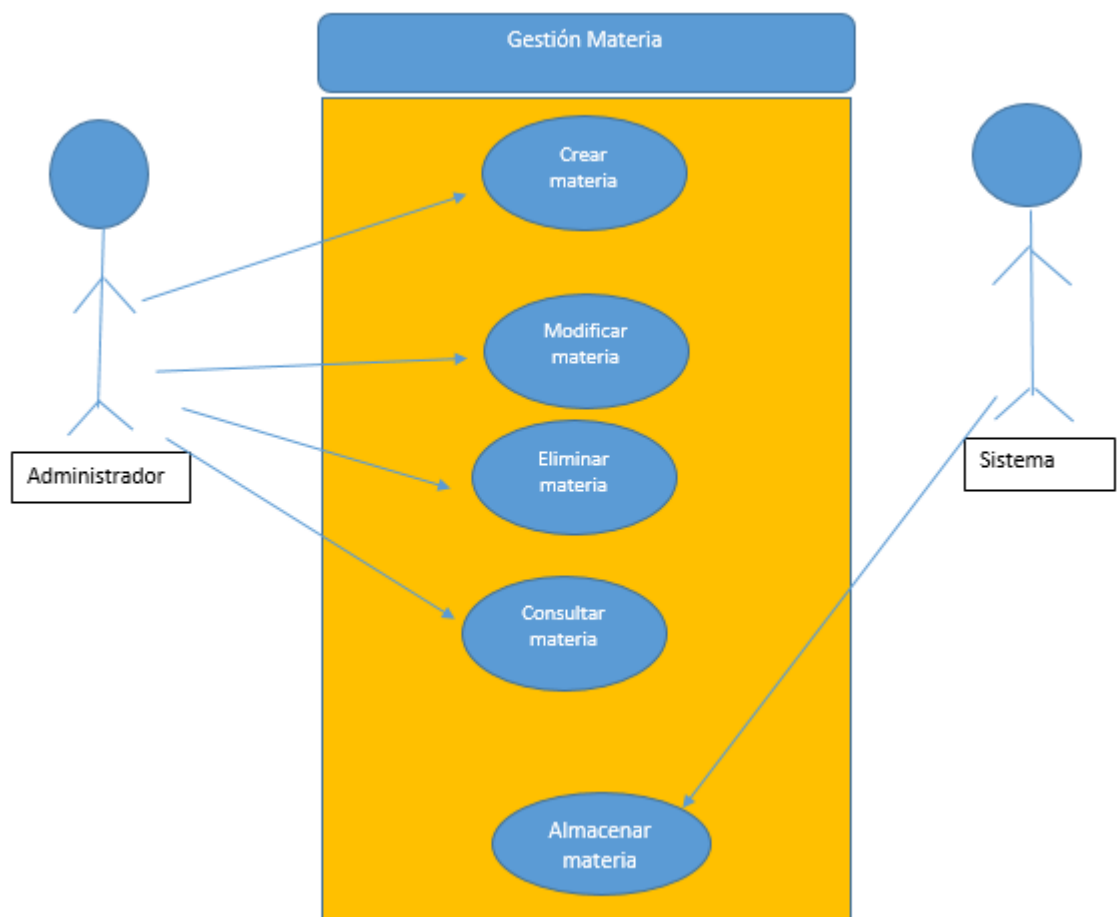 Gestión Materia
Crear
materia
Modificar
materia
Eliminar
materia
Administrador
Sistema
Consultar
materia
Almacenar
materia